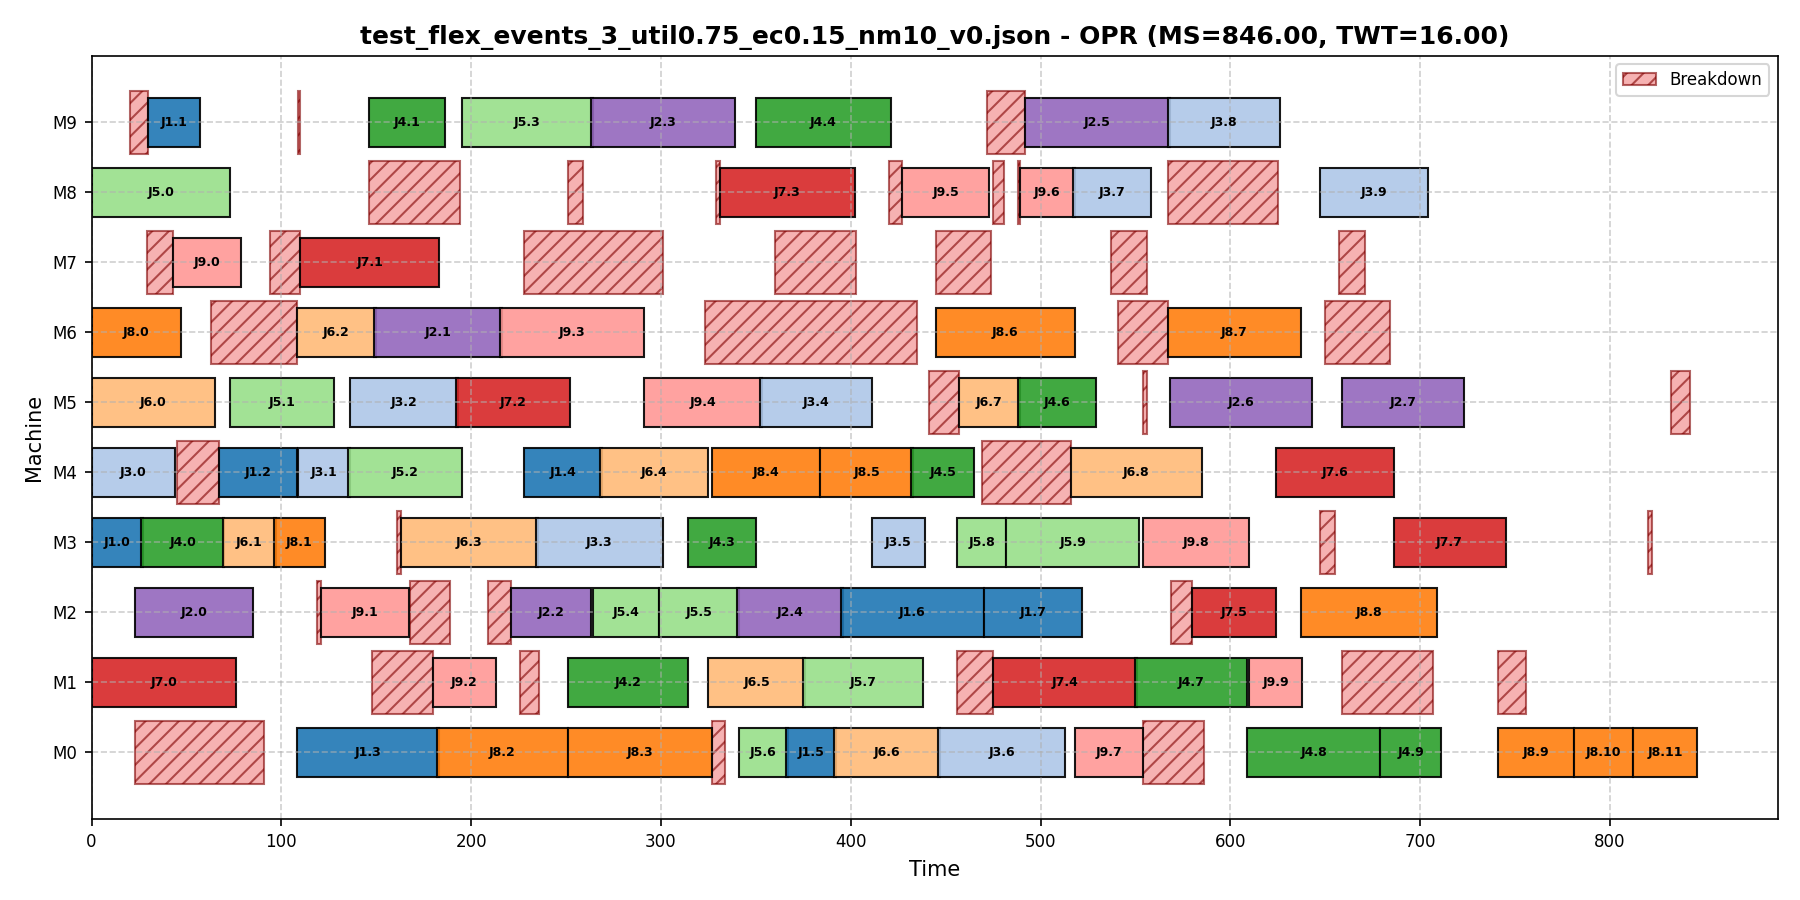 test_flex_events_3_util0.75_ec0.15_nm10_v0.json - OPR (MS=846.00, TWT=16.00)
Breakdown
M9 J1.1 J4.1 J5.3 J2.3 J4.4 J2.5 J3.8
M8 J5.0 J7.3 J9.5 J9.6 J3.7 J3.9
M7 J9.0 J7.1
M6 J8.0 J6.2 J2.1 J9.3 J8.6 J8.7
M5 J6.0 J5.1 J3.2 J7.2 J9.4 J3.4 J6.7 J4.6 J2.6 J2.7
M4 J3.0 J1.2 J3.1 J5.2 J1.4 J6.4 J8.4 J8.5 J4.5 J6.8 J7.6
M3 J1.0 J4.0 J6.1 J8.1 J6.3 J3.3 J4.3 J3.5 J5.8 J5.9 J9.8 J7.7
M2 J2.0 J9.1 J2.2 J5.4 J5.5 J2.4 J1.6 J1.7 J7.5 J8.8
M1 J7.0 J9.2 J4.2 J6.5 J5.7 J7.4 J4.7 J9.9
M0 J1.3 J8.2 J8.3 J5.6 J1.5 J6.6 J3.6 J9.7 J4.8 J4.9 J8.9 J8.10 J8.11
Machine
0 100 200 300 400 500 600 700 800
Time